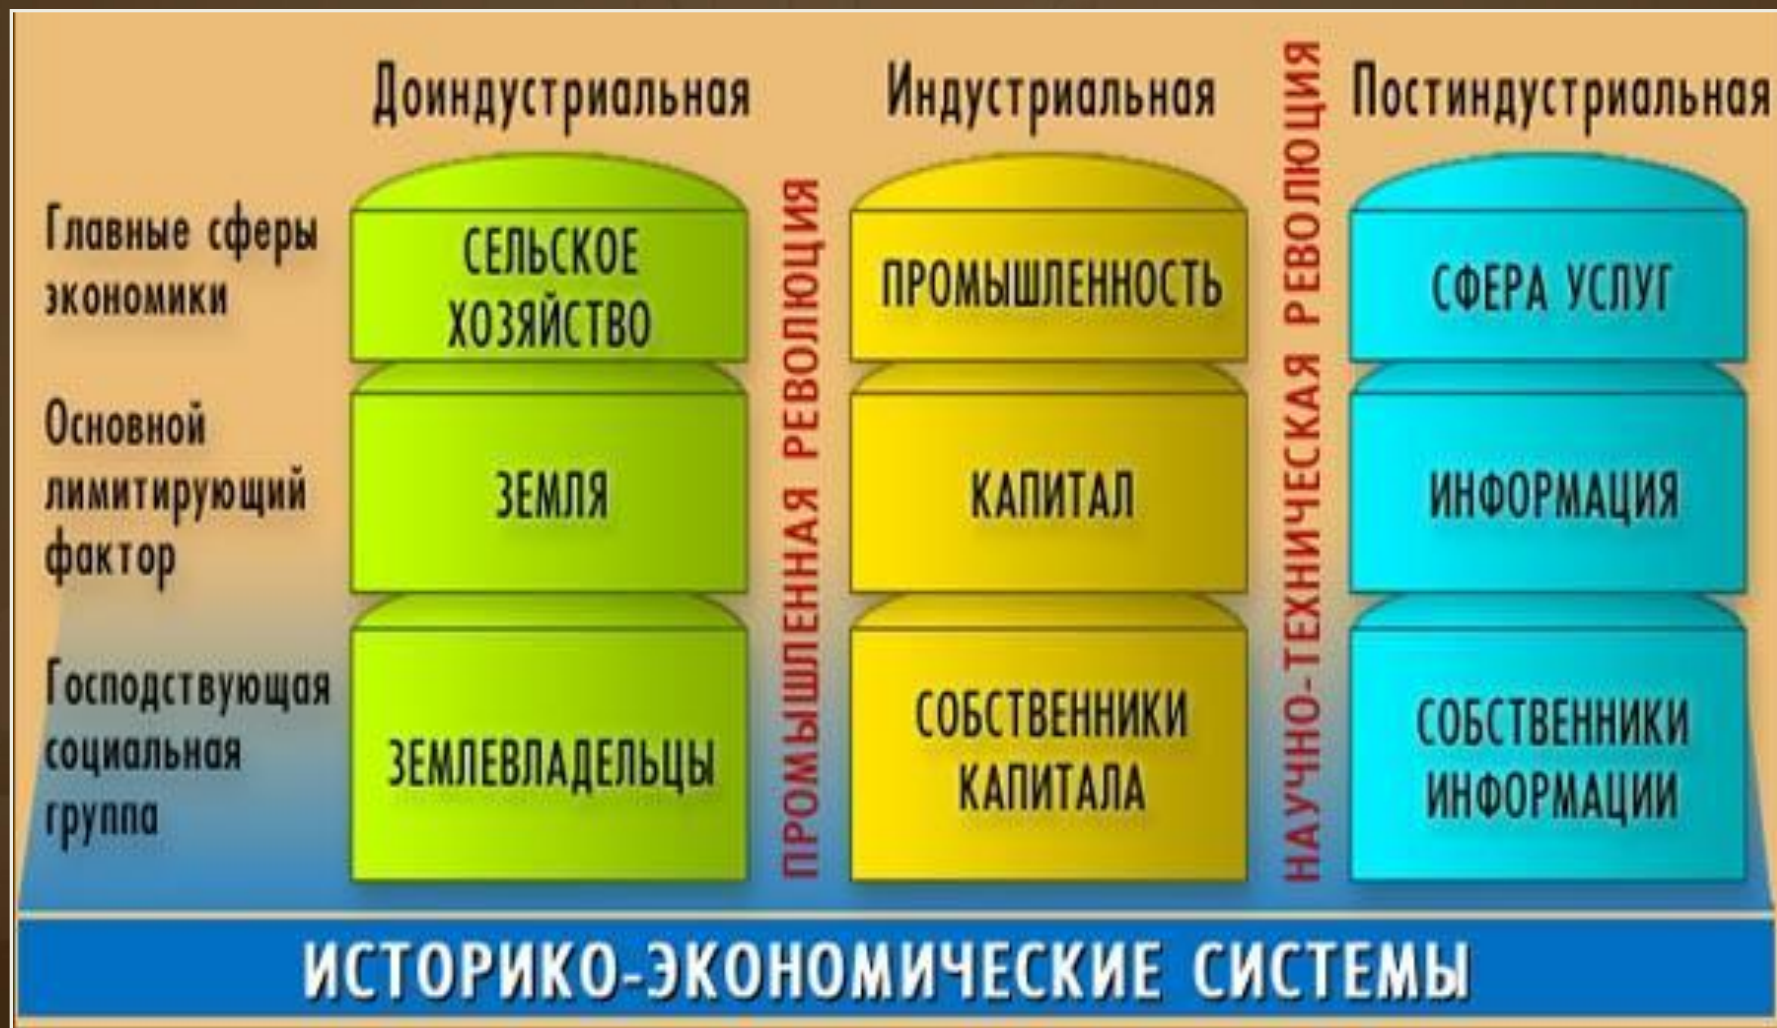 Доиндустриальная
Индустриальная
Постиндустриальная
Главные сферы
экономики
СЕЛЬСКОЕ
ХОЗЯЙСТВО
ПРОМЫШЛЕННОСТЬ
СФЕРА УСЛУГ
Основной
лимитирующий
фактор
ЗЕМЛЯ
КАПИТАЛ
ИНФОРМАЦИЯ
Господствующая
социальная
группа
ЗЕМЛЕВЛАДЕЛЬЦЫ
СОБСТВЕННИКИ
КАПИТАЛА
СОБСТВЕННИКИ
ИНФОРМАЦИИ
ПРОМЫШЛЕННАЯ РЕВОЛЮЦИЯ
НАУЧНО-ТЕХНИЧЕСКАЯ РЕВОЛЮЦИЯ
ИСТОРИКО-ЭКОНОМИЧЕСКИЕ СИСТЕМЫ